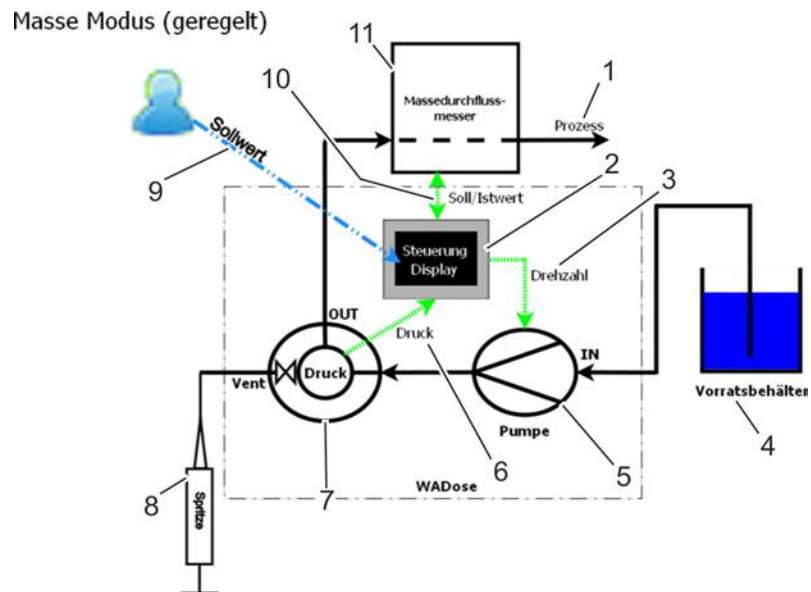 Masse Modus (geregelt)
11
1
10
Massedurchfluss-
messer
Prozess
Sollwert
9
2
3
Soll/Istwert
Steuerung
Display
Drehzahl
OUT
Druck
IN
Vent
Druck
Vorratsbehälter
Pumpe
4
6
5
7
8
Spritze
WADose